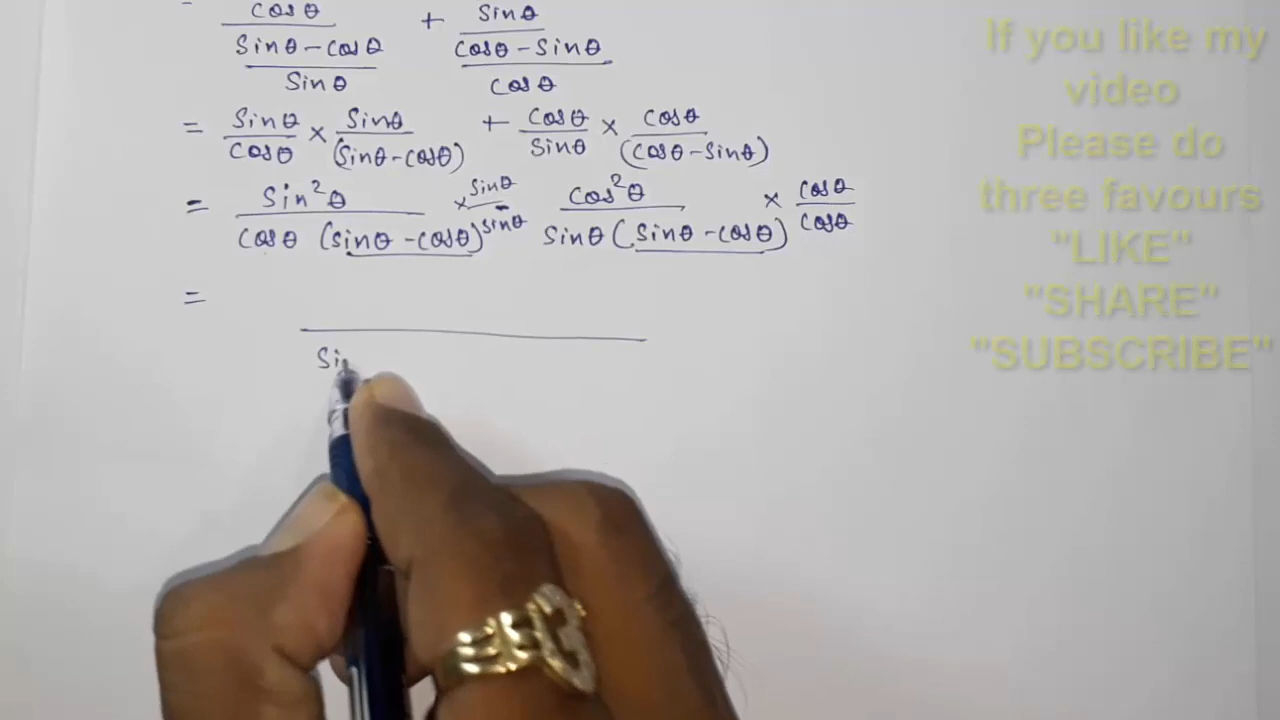 = cosθ/((sinθ-cosθ)/sinθ) + sinθ/((cosθ-sinθ)/cosθ)
= sinθ/cosθ × sinθ/(sinθ-cosθ) + cosθ/sinθ × cosθ/(cosθ-sinθ)
= sin²θ/(cosθ (sinθ-cosθ)) × sinθ/sinθ - cos²θ/(sinθ (sinθ-cosθ)) × cosθ/cosθ
=
Sin
If you like my
video
Please do
three favours
"LIKE"
"SHARE"
"SUBSCRIBE"